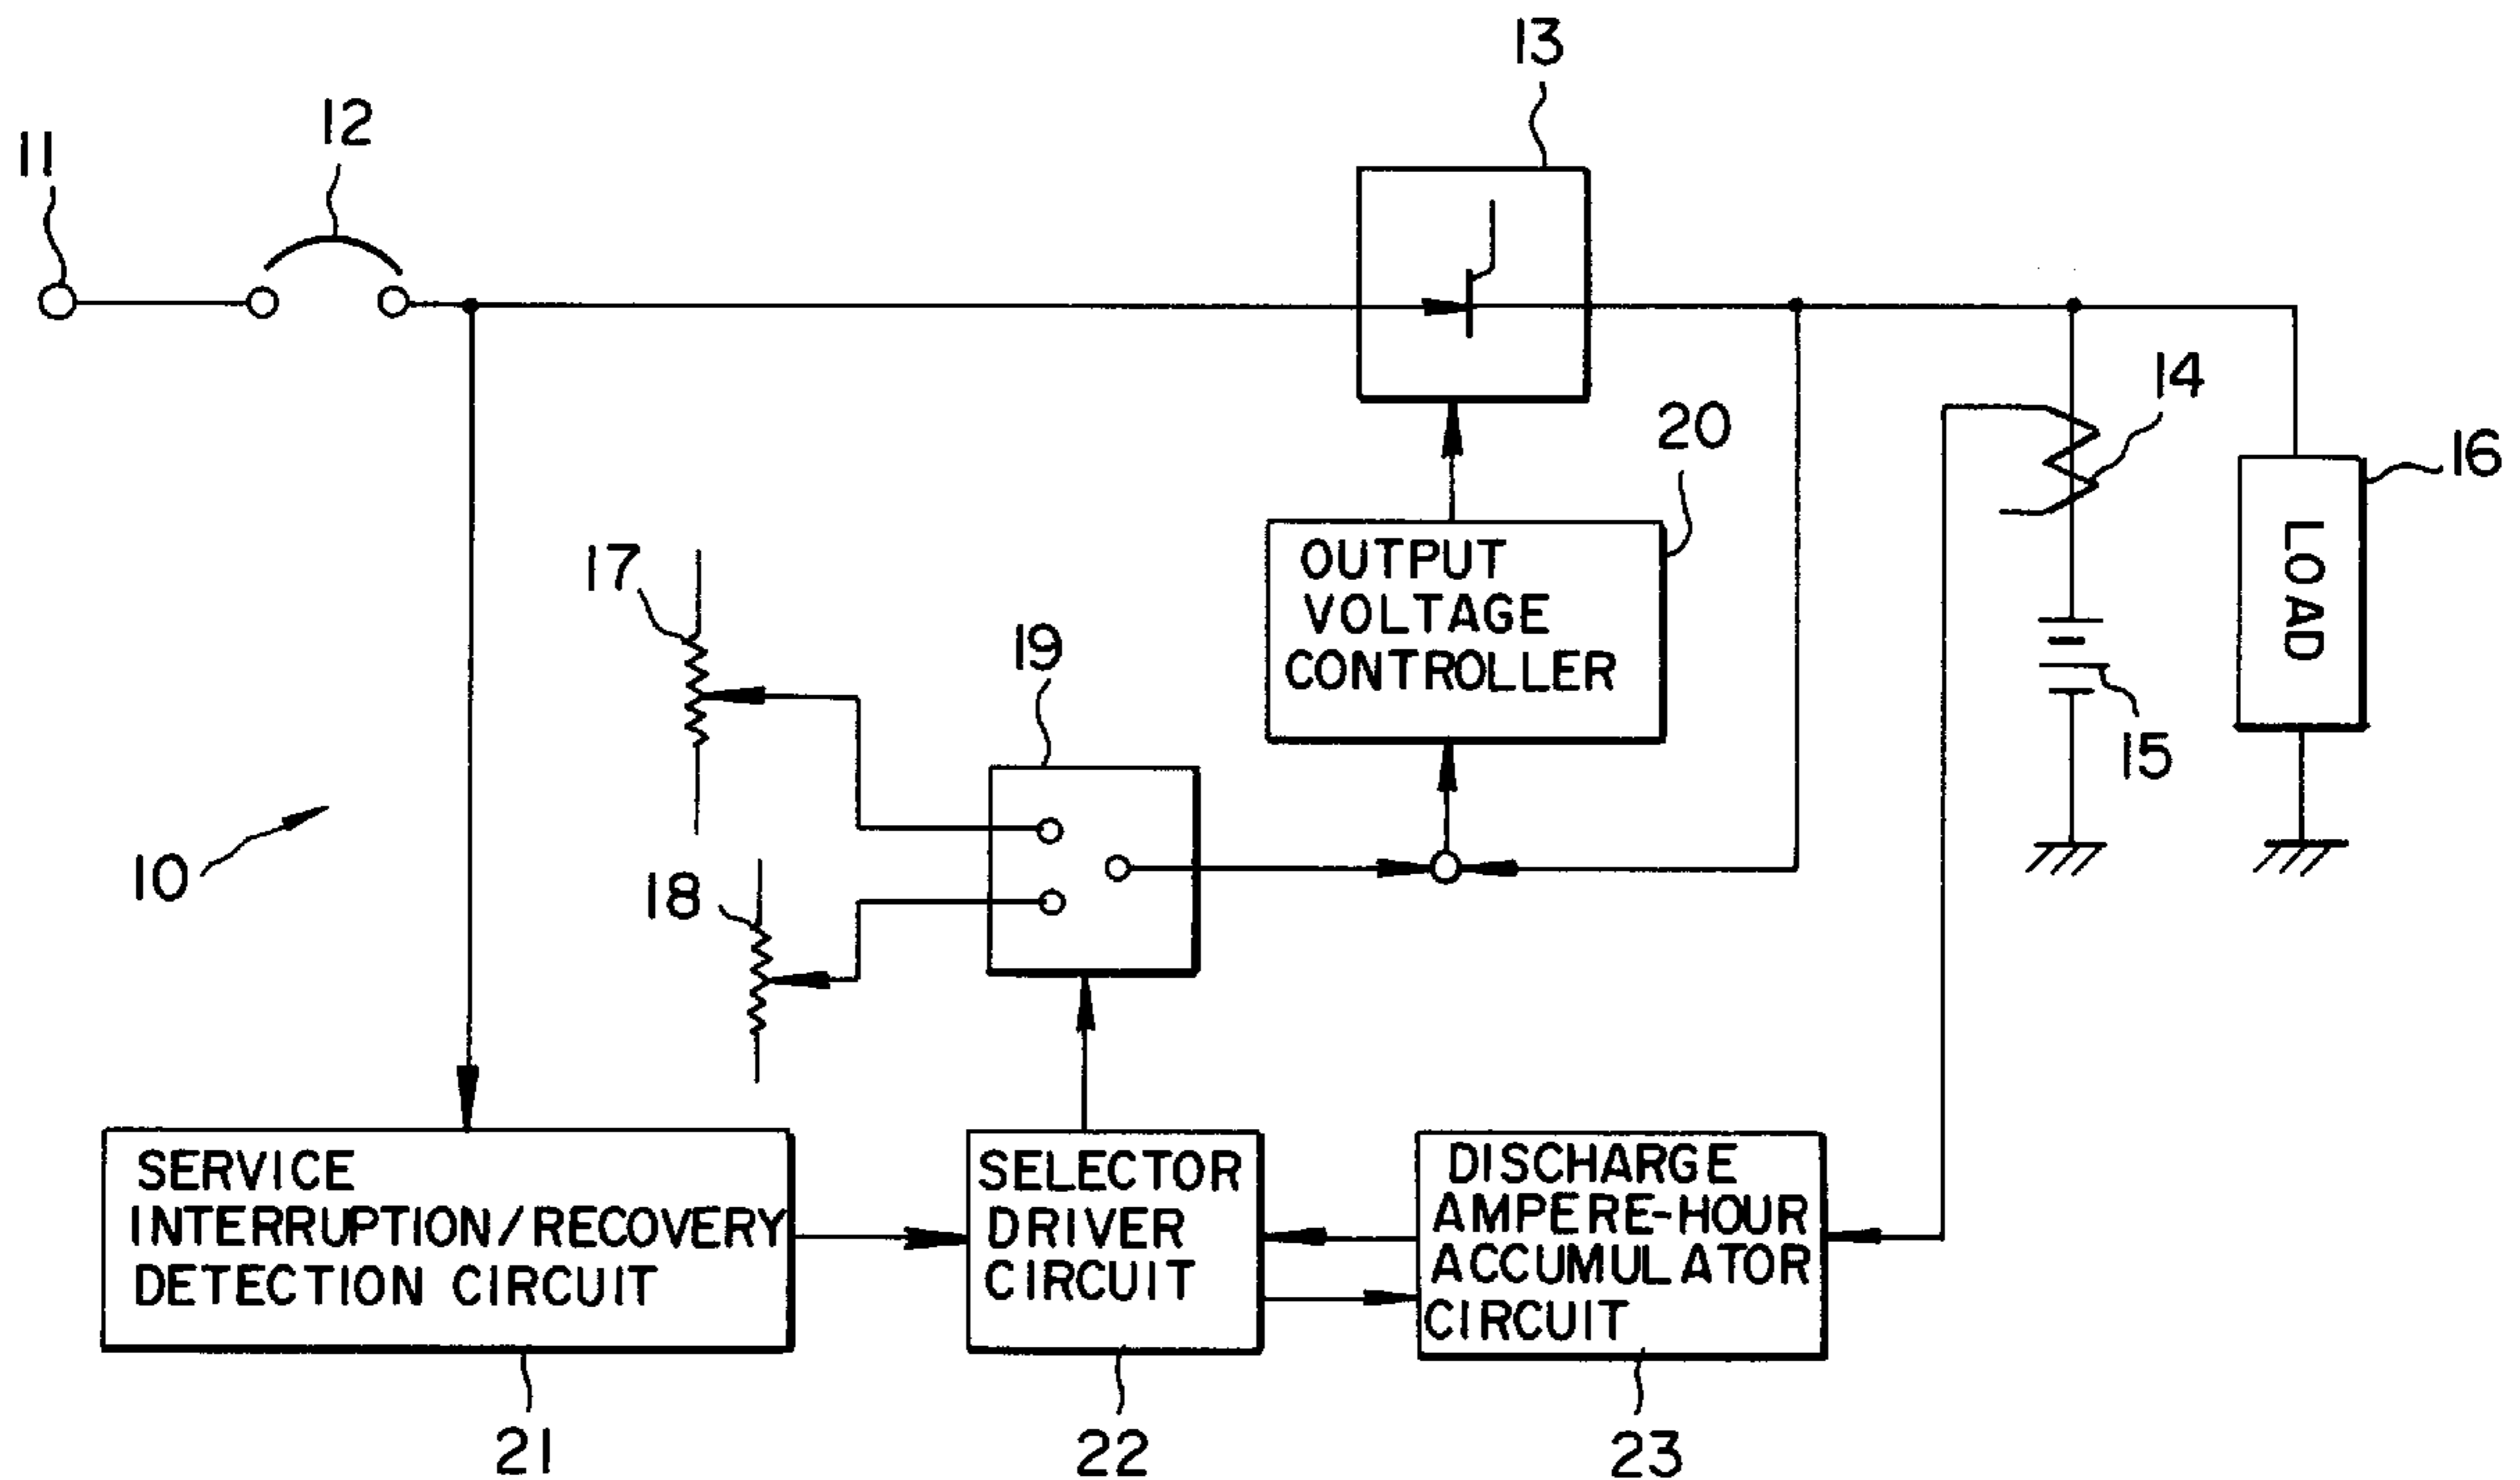 13
12
11
14
20
16
LOAD
17
OUTPUT
VOLTAGE
CONTROLLER
19
15
10
18
SERVICE
INTERRUPTION/RECOVERY
DETECTION CIRCUIT
SELECTOR
DRIVER
CIRCUIT
DISCHARGE
AMPERE-HOUR
ACCUMULATOR
CIRCUIT
21
22
23